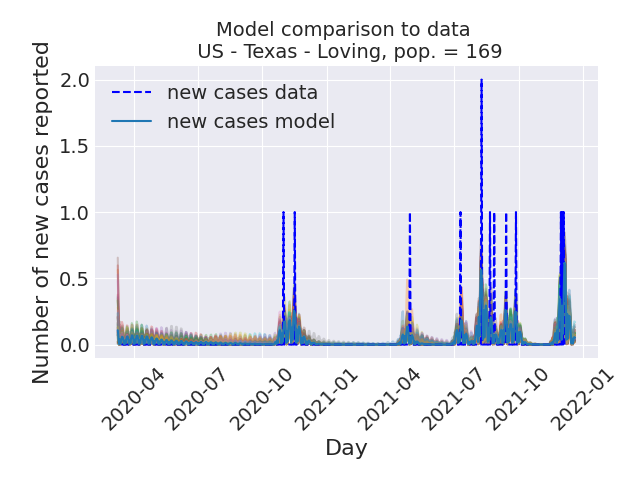 Model comparison to data
US - Texas - Loving, pop. = 169
Number of new cases reported
2.0
1.5
1.0
0.5
0.0
new cases data
new cases model
2020-04
2020-07
2020-10
2021-01
2021-04
2021-07
2021-10
2022-01
Day